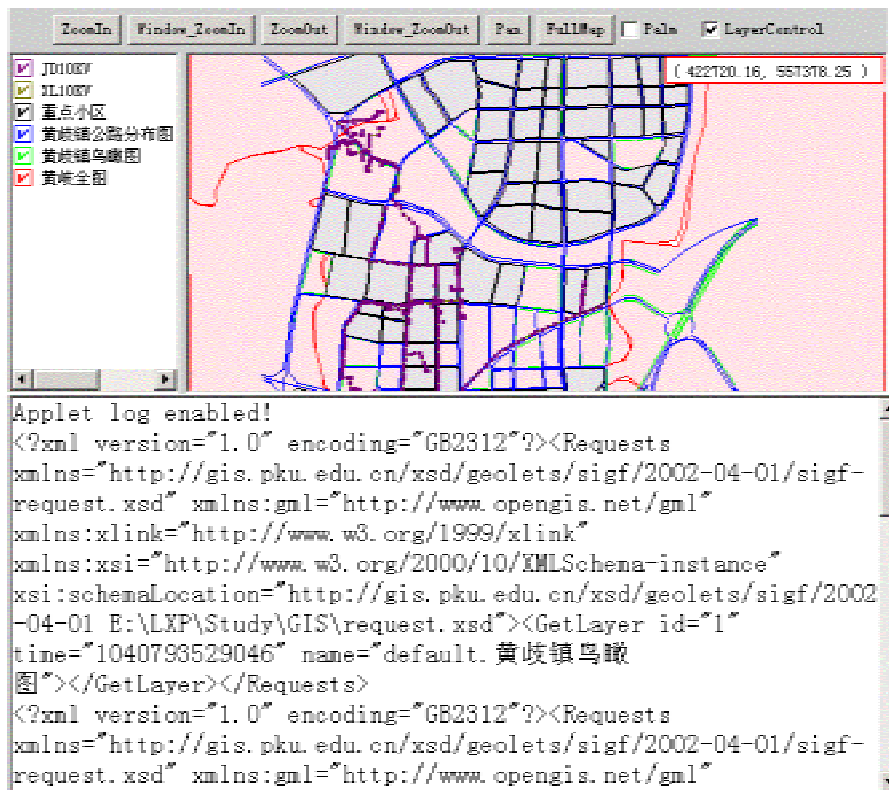 ZoomIn Window_ZoomIn ZoomOut Window_ZoomOut Pan FullMap Palm LayerControl
JD10KV
XL10KV
重点小区
黄岐镇公路分布图
黄岐镇鸟瞰图
黄岐全图
( 422720.16, 557378.25 )
Applet log enabled!
<?xml version="1.0" encoding="GB2312"?><Requests
xmlns="http://gis.pku.edu.cn/xsd/geolets/sigf/2002-04-01/sigf-
request.xsd" xmlns:gml="http://www.opengis.net/gml"
xmlns:xlink="http://www.w3.org/1999/xlink"
xmlns:xsi="http://www.w3.org/2000/10/XMLSchema-instance"
xsi:schemaLocation="http://gis.pku.edu.cn/xsd/geolets/sigf/2002
-04-01 E:\LXP\Study\GIS\request.xsd"><GetLayer id="1"
time="1040793529046" name="default.黄岐镇鸟瞰
图"></GetLayer></Requests>
<?xml version="1.0" encoding="GB2312"?><Requests
xmlns="http://gis.pku.edu.cn/xsd/geolets/sigf/2002-04-01/sigf-
request.xsd" xmlns:gml="http://www.opengis.net/gml"